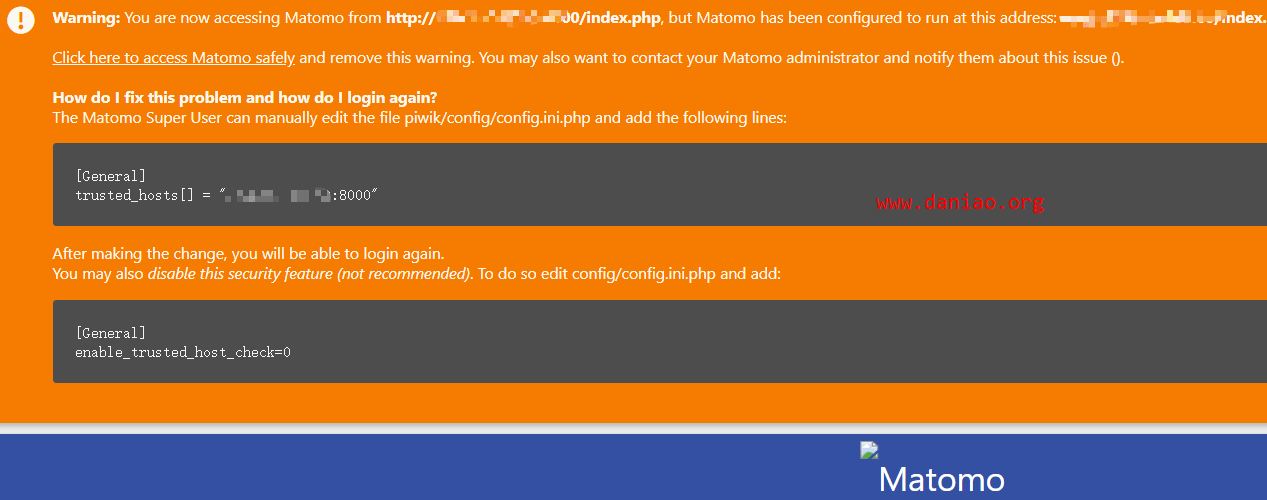 Warning: You are now accessing Matomo from http:// 00/index.php, but Matomo has been configured to run at this address: /index.
Click here to access Matomo safely and remove this warning. You may also want to contact your Matomo administrator and notify them about this issue ().
How do I fix this problem and how do I login again?
The Matomo Super User can manually edit the file piwik/config/config.ini.php and add the following lines:
[General]
trusted_hosts[] = " :8000"
www.daniao.org
After making the change, you will be able to login again.
You may also disable this security feature (not recommended). To do so edit config/config.ini.php and add:
[General]
enable_trusted_host_check=0
Matomo